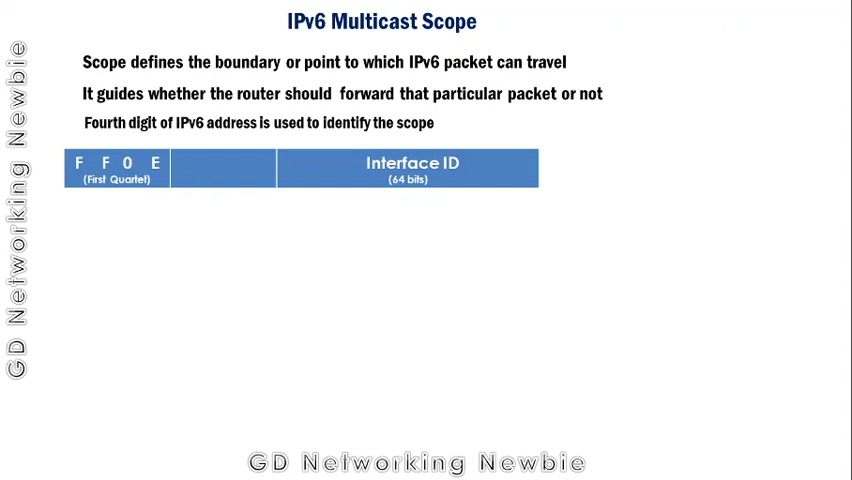 IPv6 Multicast Scope
Scope defines the boundary or point to which IPv6 packet can travel
It guides whether the router should forward that particular packet or not
Fourth digit of IPv6 address is used to identify the scope
F F 0 E
(First Quartet)
Interface ID
(64 bits)
GD Networking Newbie
GD Networking Newbie